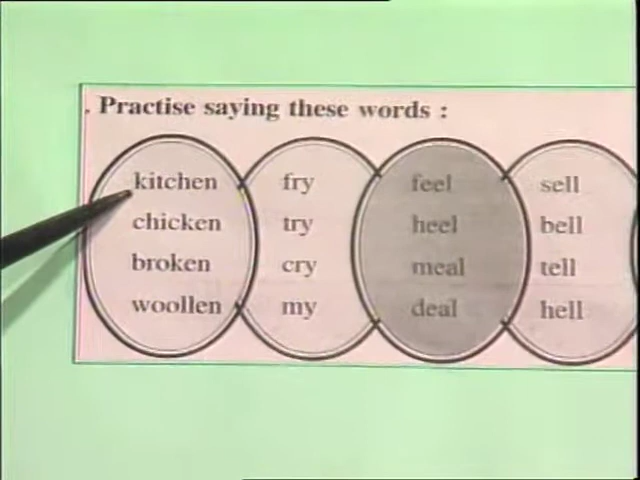 . Practise saying these words :
kitchen fry feel sell
chicken try heel bell
broken cry meal tell
woollen my deal hell